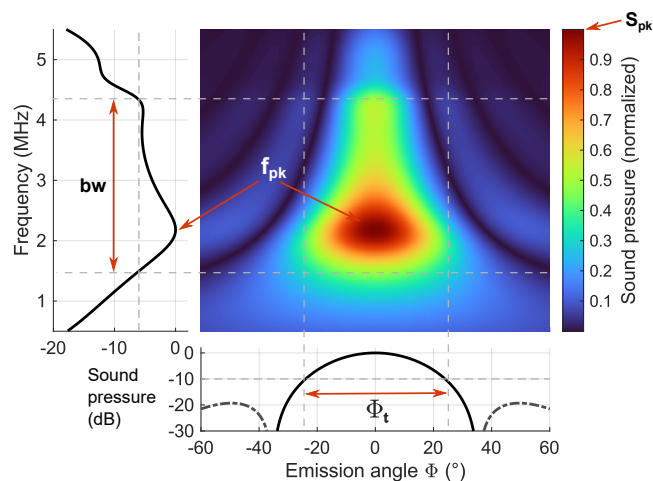 S_pk
5
4
3
2
1
Frequency (MHz)
bw
f_pk
0.9
0.8
0.7
0.6
0.5
0.4
0.3
0.2
0.1
Sound pressure (normalized)
-20
-10
0
Sound
pressure
(dB)
0
-10
-20
-30
Φ_t
-60
-40
-20
0
20
40
60
Emission angle Φ (°)